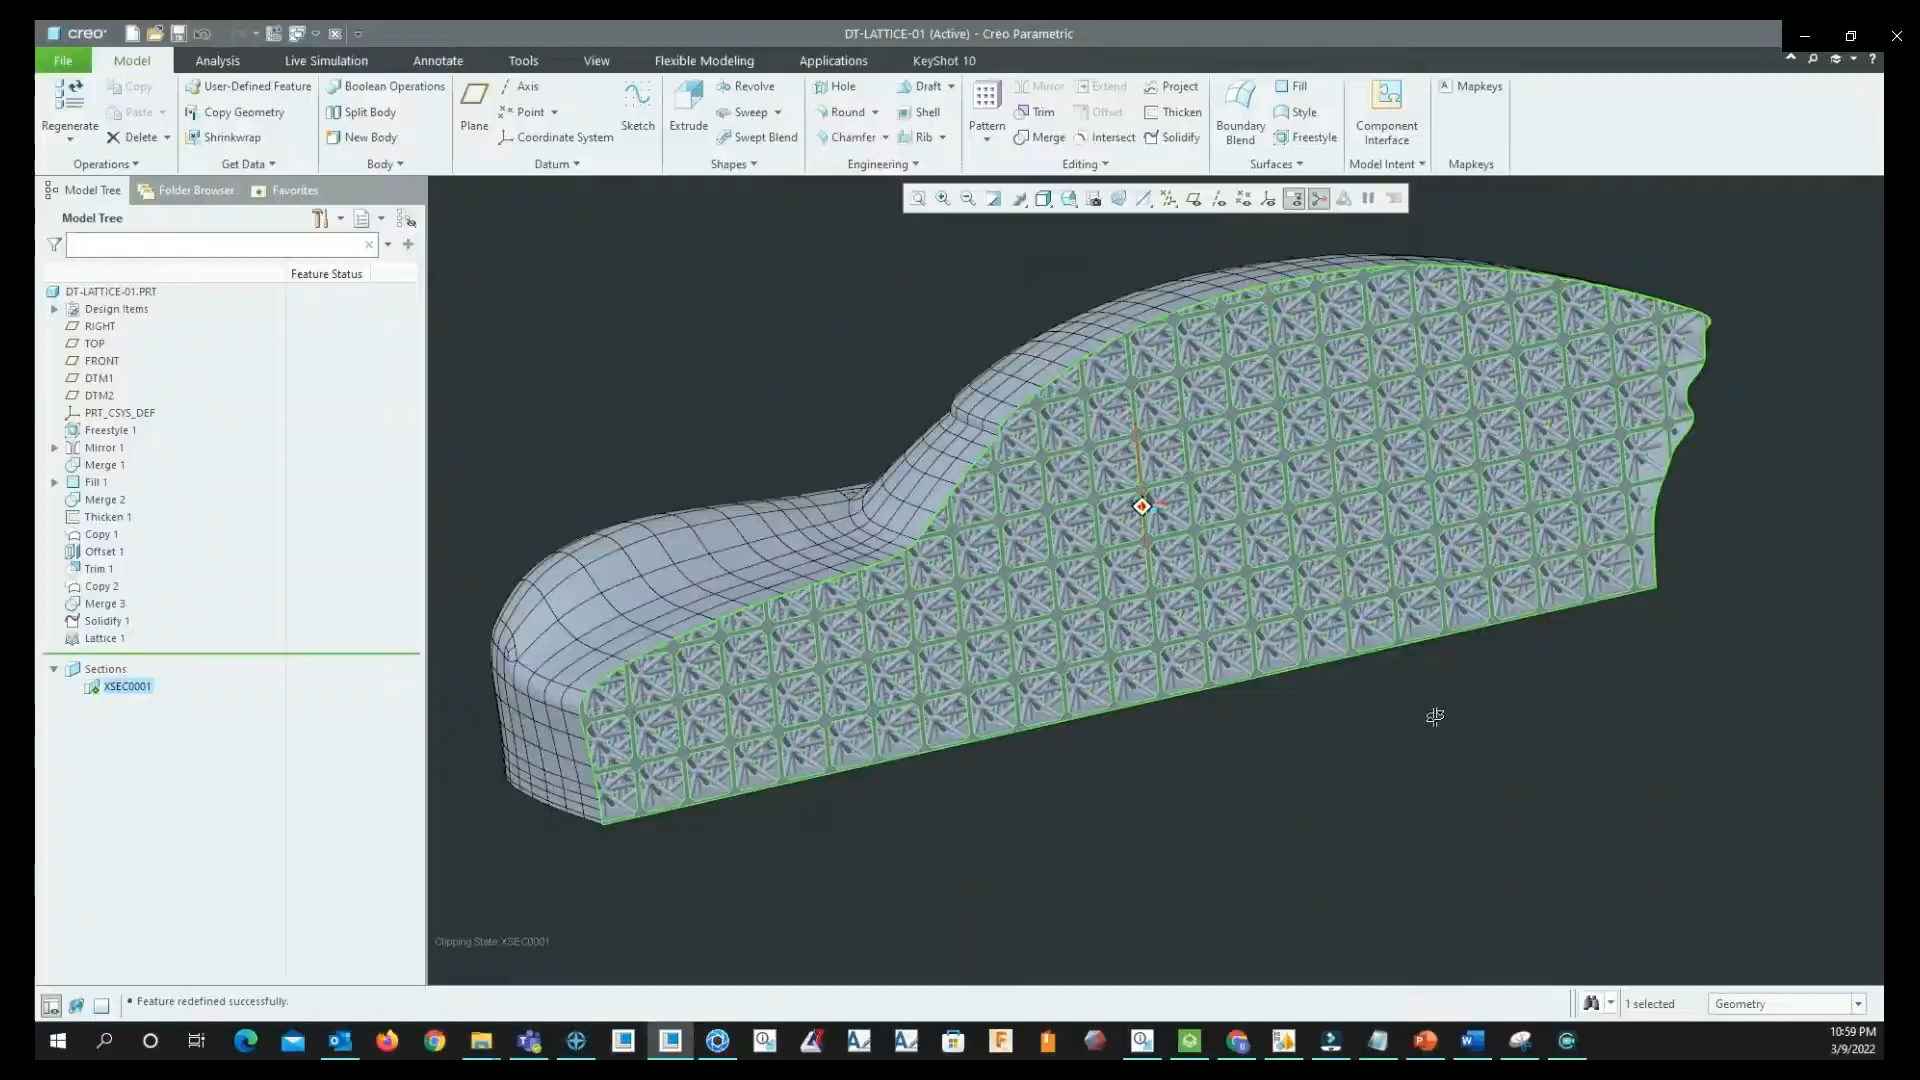 creo
DT-LATTICE-01 (Active) - Creo Parametric
File Model Analysis Live Simulation Annotate Tools View Flexible Modeling Applications KeyShot 10
Regenerate Copy Paste Delete
Operations
User-Defined Feature Copy Geometry Shrinkwrap
Get Data
Boolean Operations Split Body New Body
Body
Plane Axis Point Coordinate System Sketch
Datum
Extrude Revolve Sweep Swept Blend
Shapes
Hole Round Chamfer Draft Shell Rib
Engineering
Pattern Mirror Trim Merge Extend Offset Intersect Project Thicken Solidify
Editing
Boundary Blend Fill Style Freestyle
Surfaces
Component Interface
Model Intent
Mapkeys
Mapkeys
Model Tree Folder Browser Favorites
Model Tree
Feature Status
DT-LATTICE-01.PRT
Design Items
RIGHT
TOP
FRONT
DTM1
DTM2
PRT_CSYS_DEF
Freestyle 1
Mirror 1
Merge 1
Fill 1
Merge 2
Thicken 1
Copy 1
Offset 1
Trim 1
Copy 2
Merge 3
Solidify 1
Lattice 1
Sections
XSEC0001
Clipping State: XSEC0001
• Feature redefined successfully.
1 selected
Geometry
10:59 PM
3/9/2022